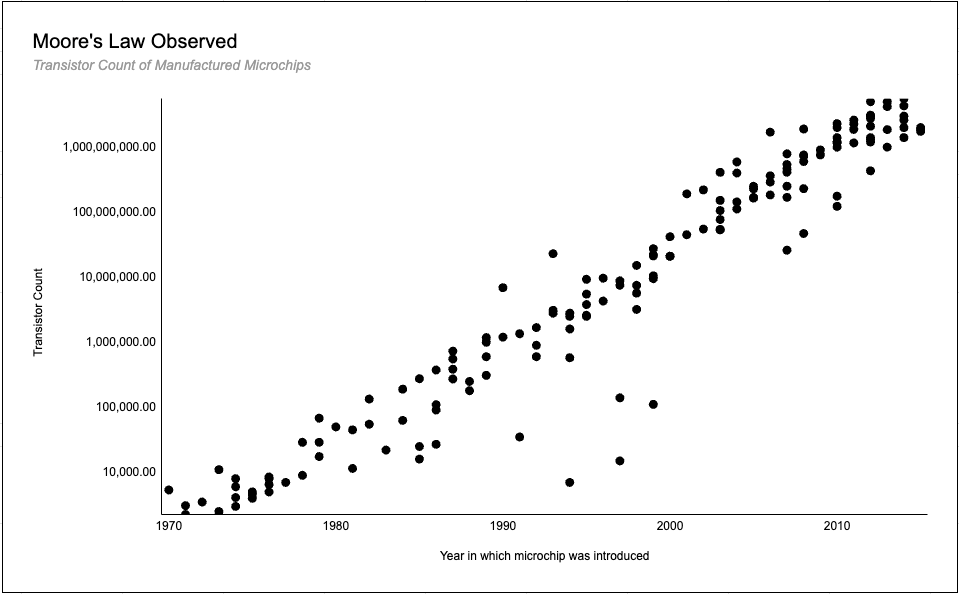 Moore's Law Observed
Transistor Count of Manufactured Microchips
1,000,000,000.00
100,000,000.00
10,000,000.00
1,000,000.00
100,000.00
10,000.00
Transistor Count
1970 1980 1990 2000 2010
Year in which microchip was introduced